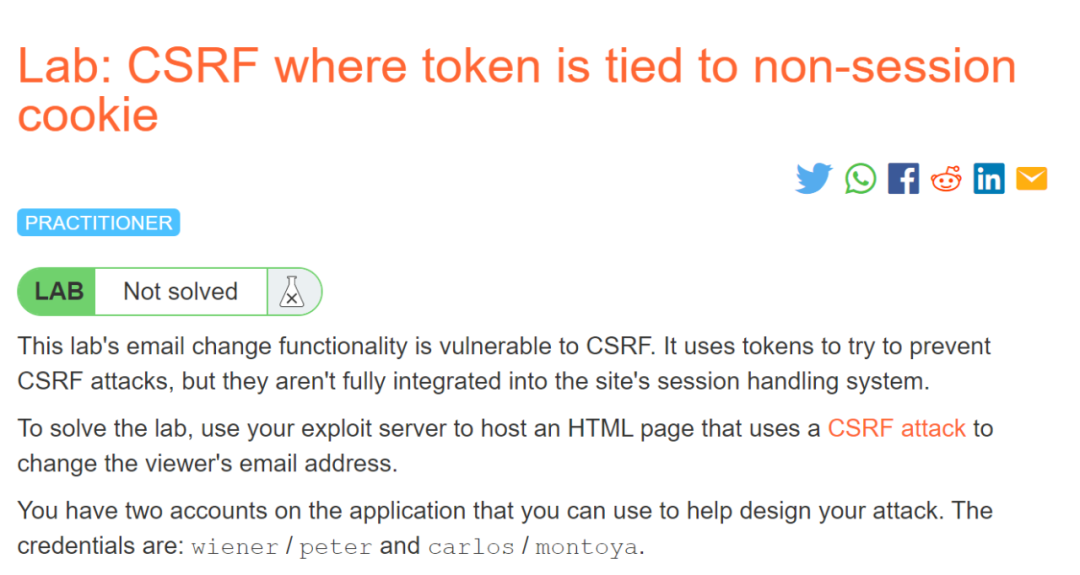 Lab: CSRF where token is tied to non-session
cookie
PRACTITIONER
LAB Not solved
This lab's email change functionality is vulnerable to CSRF. It uses tokens to try to prevent
CSRF attacks, but they aren't fully integrated into the site's session handling system.
To solve the lab, use your exploit server to host an HTML page that uses a CSRF attack to
change the viewer's email address.
You have two accounts on the application that you can use to help design your attack. The
credentials are: wiener / peter and carlos / montoya.